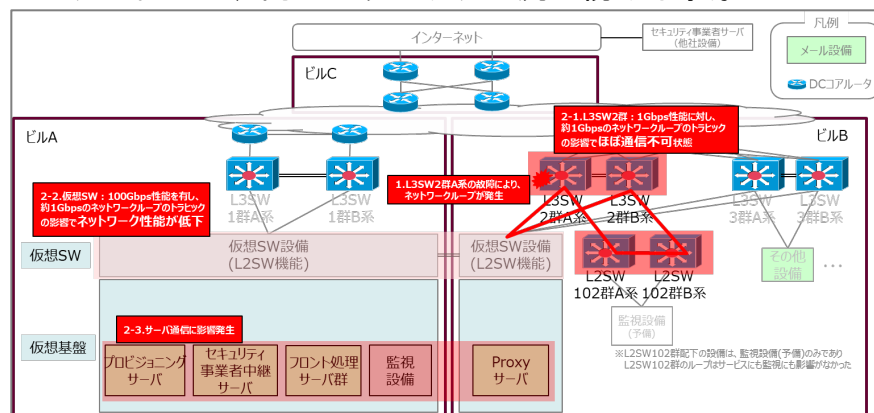 インターネット
セキュリティ事業者サーバ
(他社設備)
凡例
メール設備
DCコアルータ
ビルC
ビルA
ビルB
2-1.L3SW2群：1Gbps性能に対し、
約1Gbpsのネットワークループのトラヒック
の影響でほぼ通信不可状態
2-2.仮想SW：100Gbps性能を有し、
約1Gbpsのネットワークループのトラヒック
の影響でネットワーク性能が低下
1.L3SW2群A系の故障により、
ネットワークループが発生
L3SW
1群A系
L3SW
1群B系
L3SW
2群A系
L3SW
2群B系
L3SW
3群A系
L3SW
3群B系
仮想SW
仮想SW設備
(L2SW機能)
仮想SW設備
(L2SW機能)
L2SW
102群A系
L2SW
102群B系
その他
設備
…
監視設備
(予備)
仮想基盤
2-3.サーバ通信に影響発生
プロビジョニング
サーバ
セキュリティ
事業者中継
サーバ
フロント処理
サーバ群
監視
設備
Proxy
サーバ
※L2SW102群配下の設備は、監視設備(予備)のみであり
L2SW102群のループはサービスにも監視にも影響がなかった